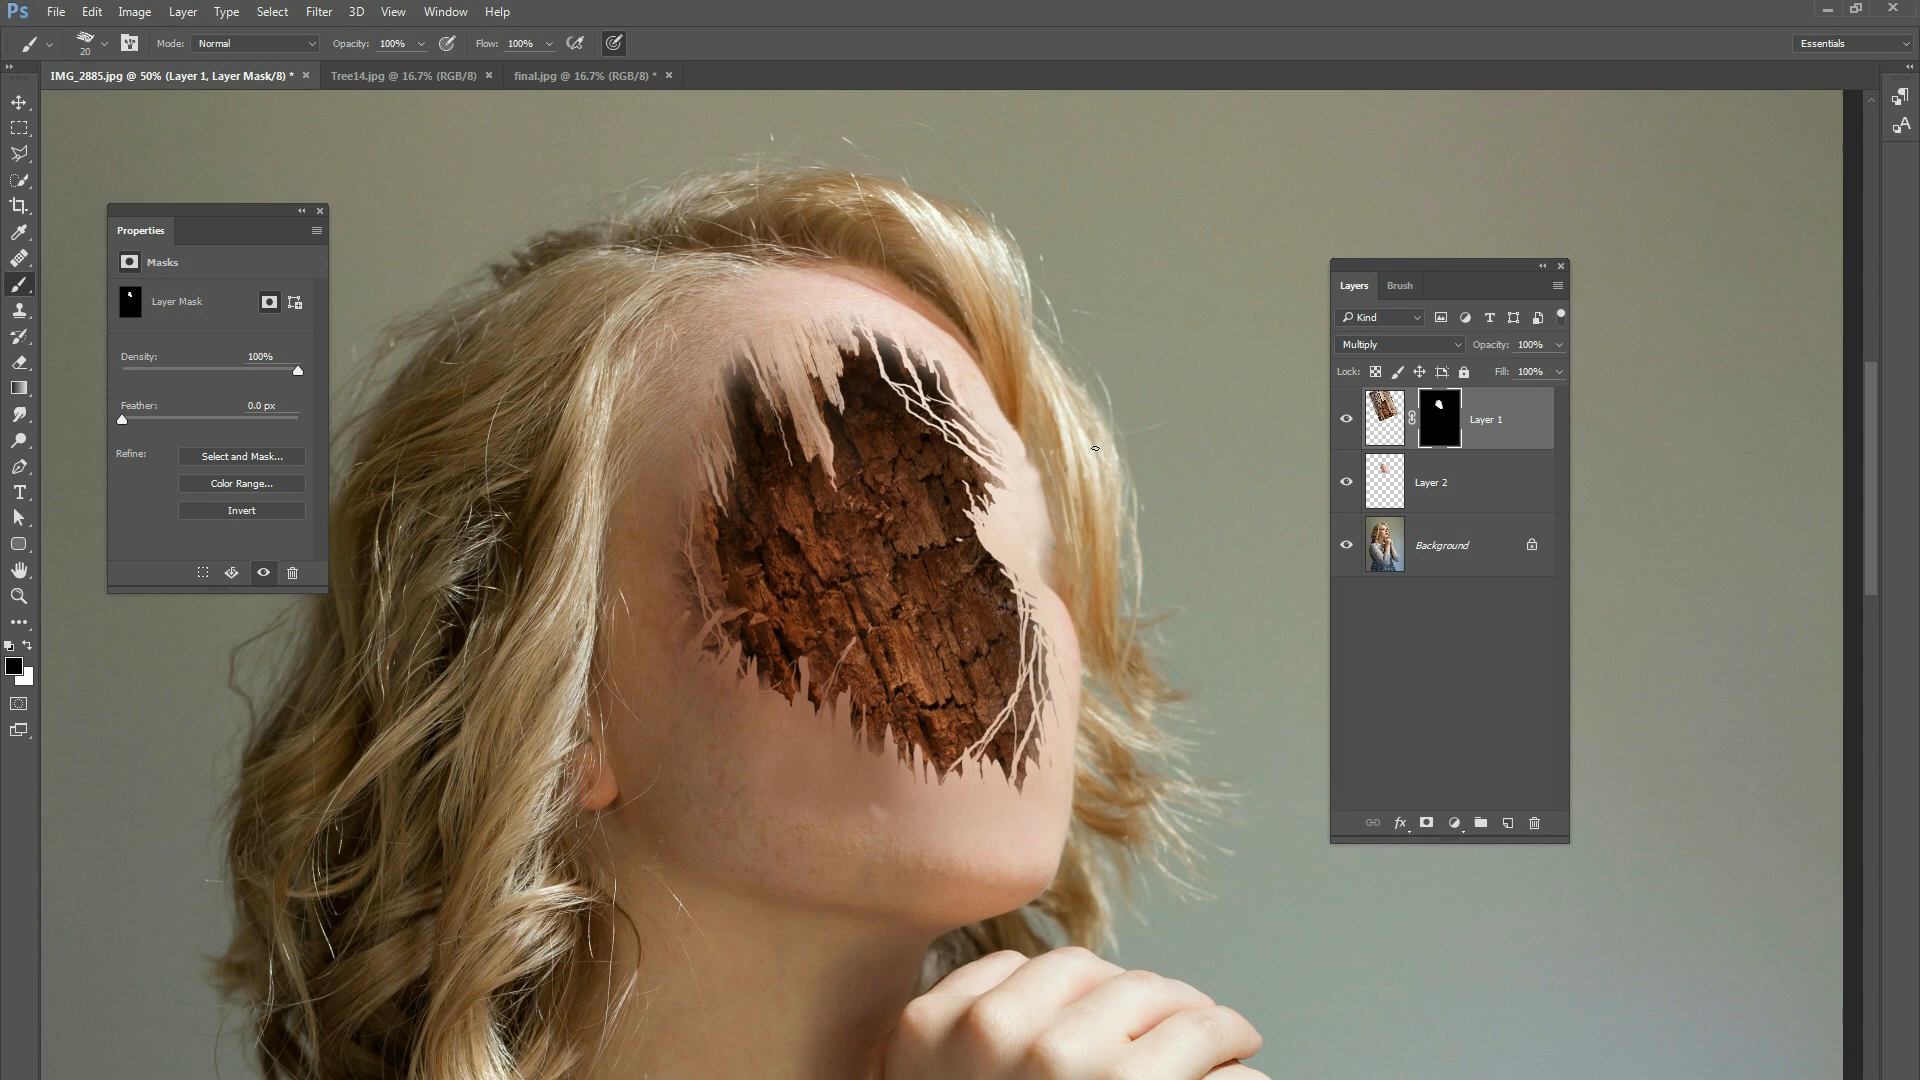 Ps File Edit Image Layer Type Select Filter 3D View Window Help
20 Mode: Normal Opacity: 100% Flow: 100% Essentials
IMG_2885.jpg @ 50% (Layer 1, Layer Mask/8) * × Tree14.jpg @ 16.7% (RGB/8) × final.jpg @ 16.7% (RGB/8) * ×
Properties
Masks
Layer Mask
Density: 100%
Feather: 0.0 px
Refine: Select and Mask...
Color Range...
Invert
Layers Brush
Kind
Multiply Opacity: 100%
Lock: Fill: 100%
Layer 1
Layer 2
Background
fx